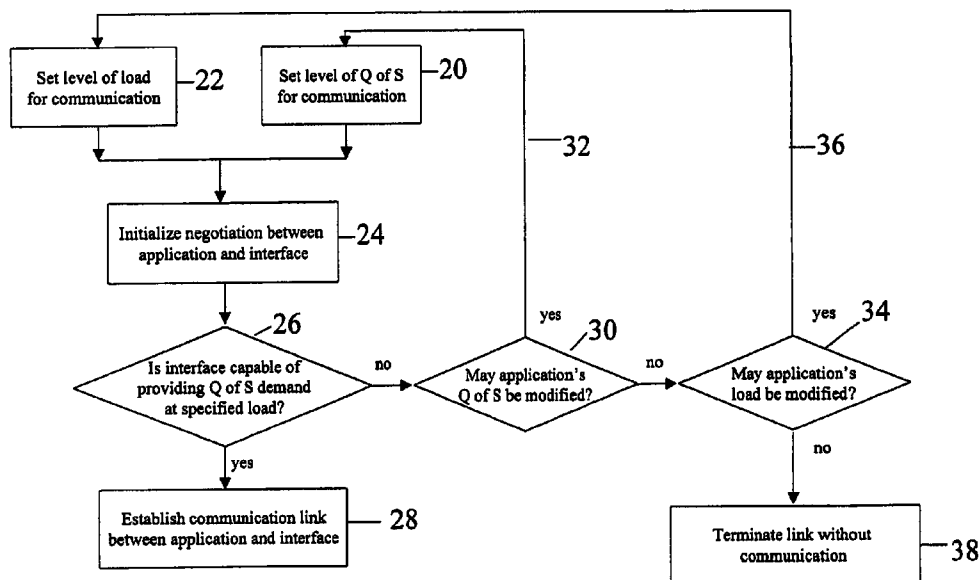 Set level of load
for communication
22
Set level of Q of S
for communication
20
32
36
Initialize negotiation between
application and interface
24
26
Is interface capable of
providing Q of S demand
at specified load?
no
yes
30
May application's
Q of S be modified?
no
yes
34
May application's
load be modified?
yes
no
Establish communication link
between application and interface
28
Terminate link without
communication
38